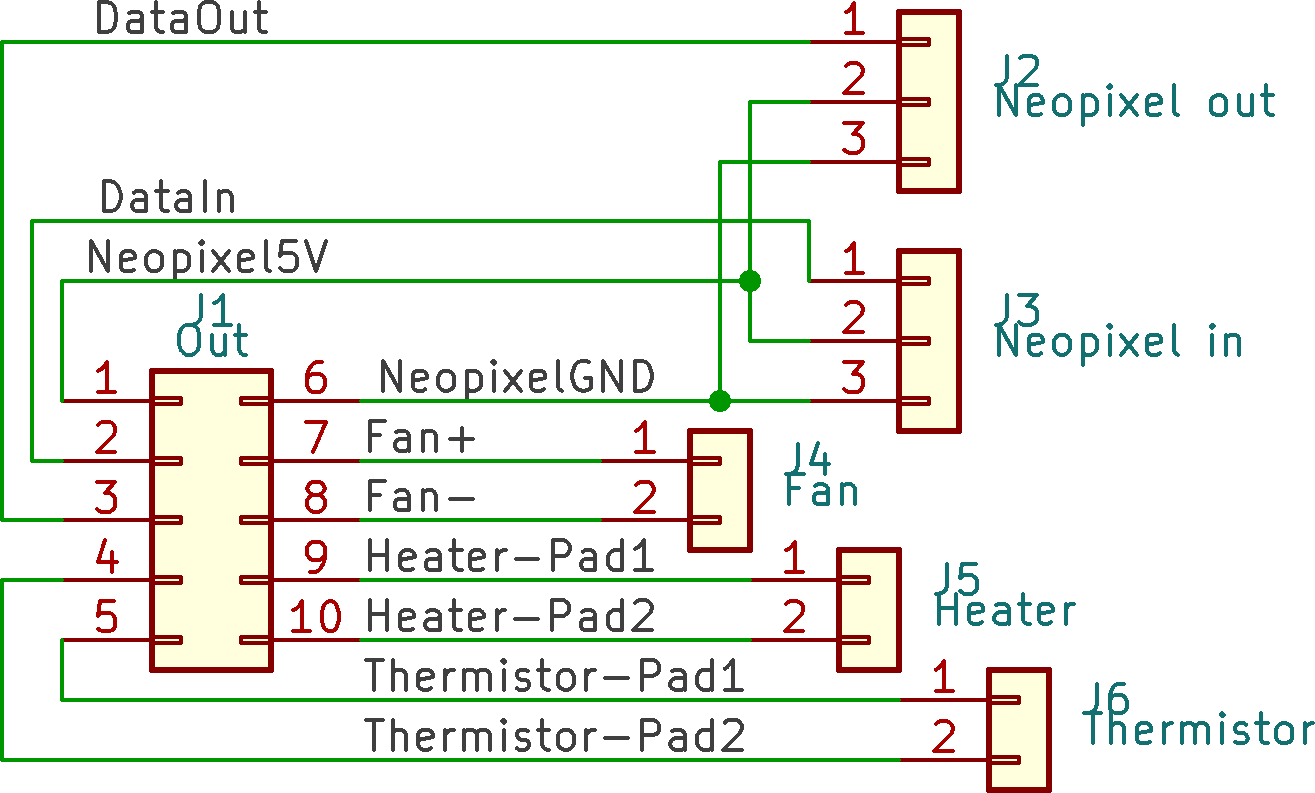 DataOut
1
2
3
J2
Neopixel out
DataIn
Neopixel5V
1
2
3
J3
Neopixel in
J1
Out
1
2
3
4
5
6
7
8
9
10
NeopixelGND
Fan+
Fan-
1
2
J4
Fan
Heater-Pad1
Heater-Pad2
1
2
J5
Heater
Thermistor-Pad1
Thermistor-Pad2
1
2
J6
Thermistor